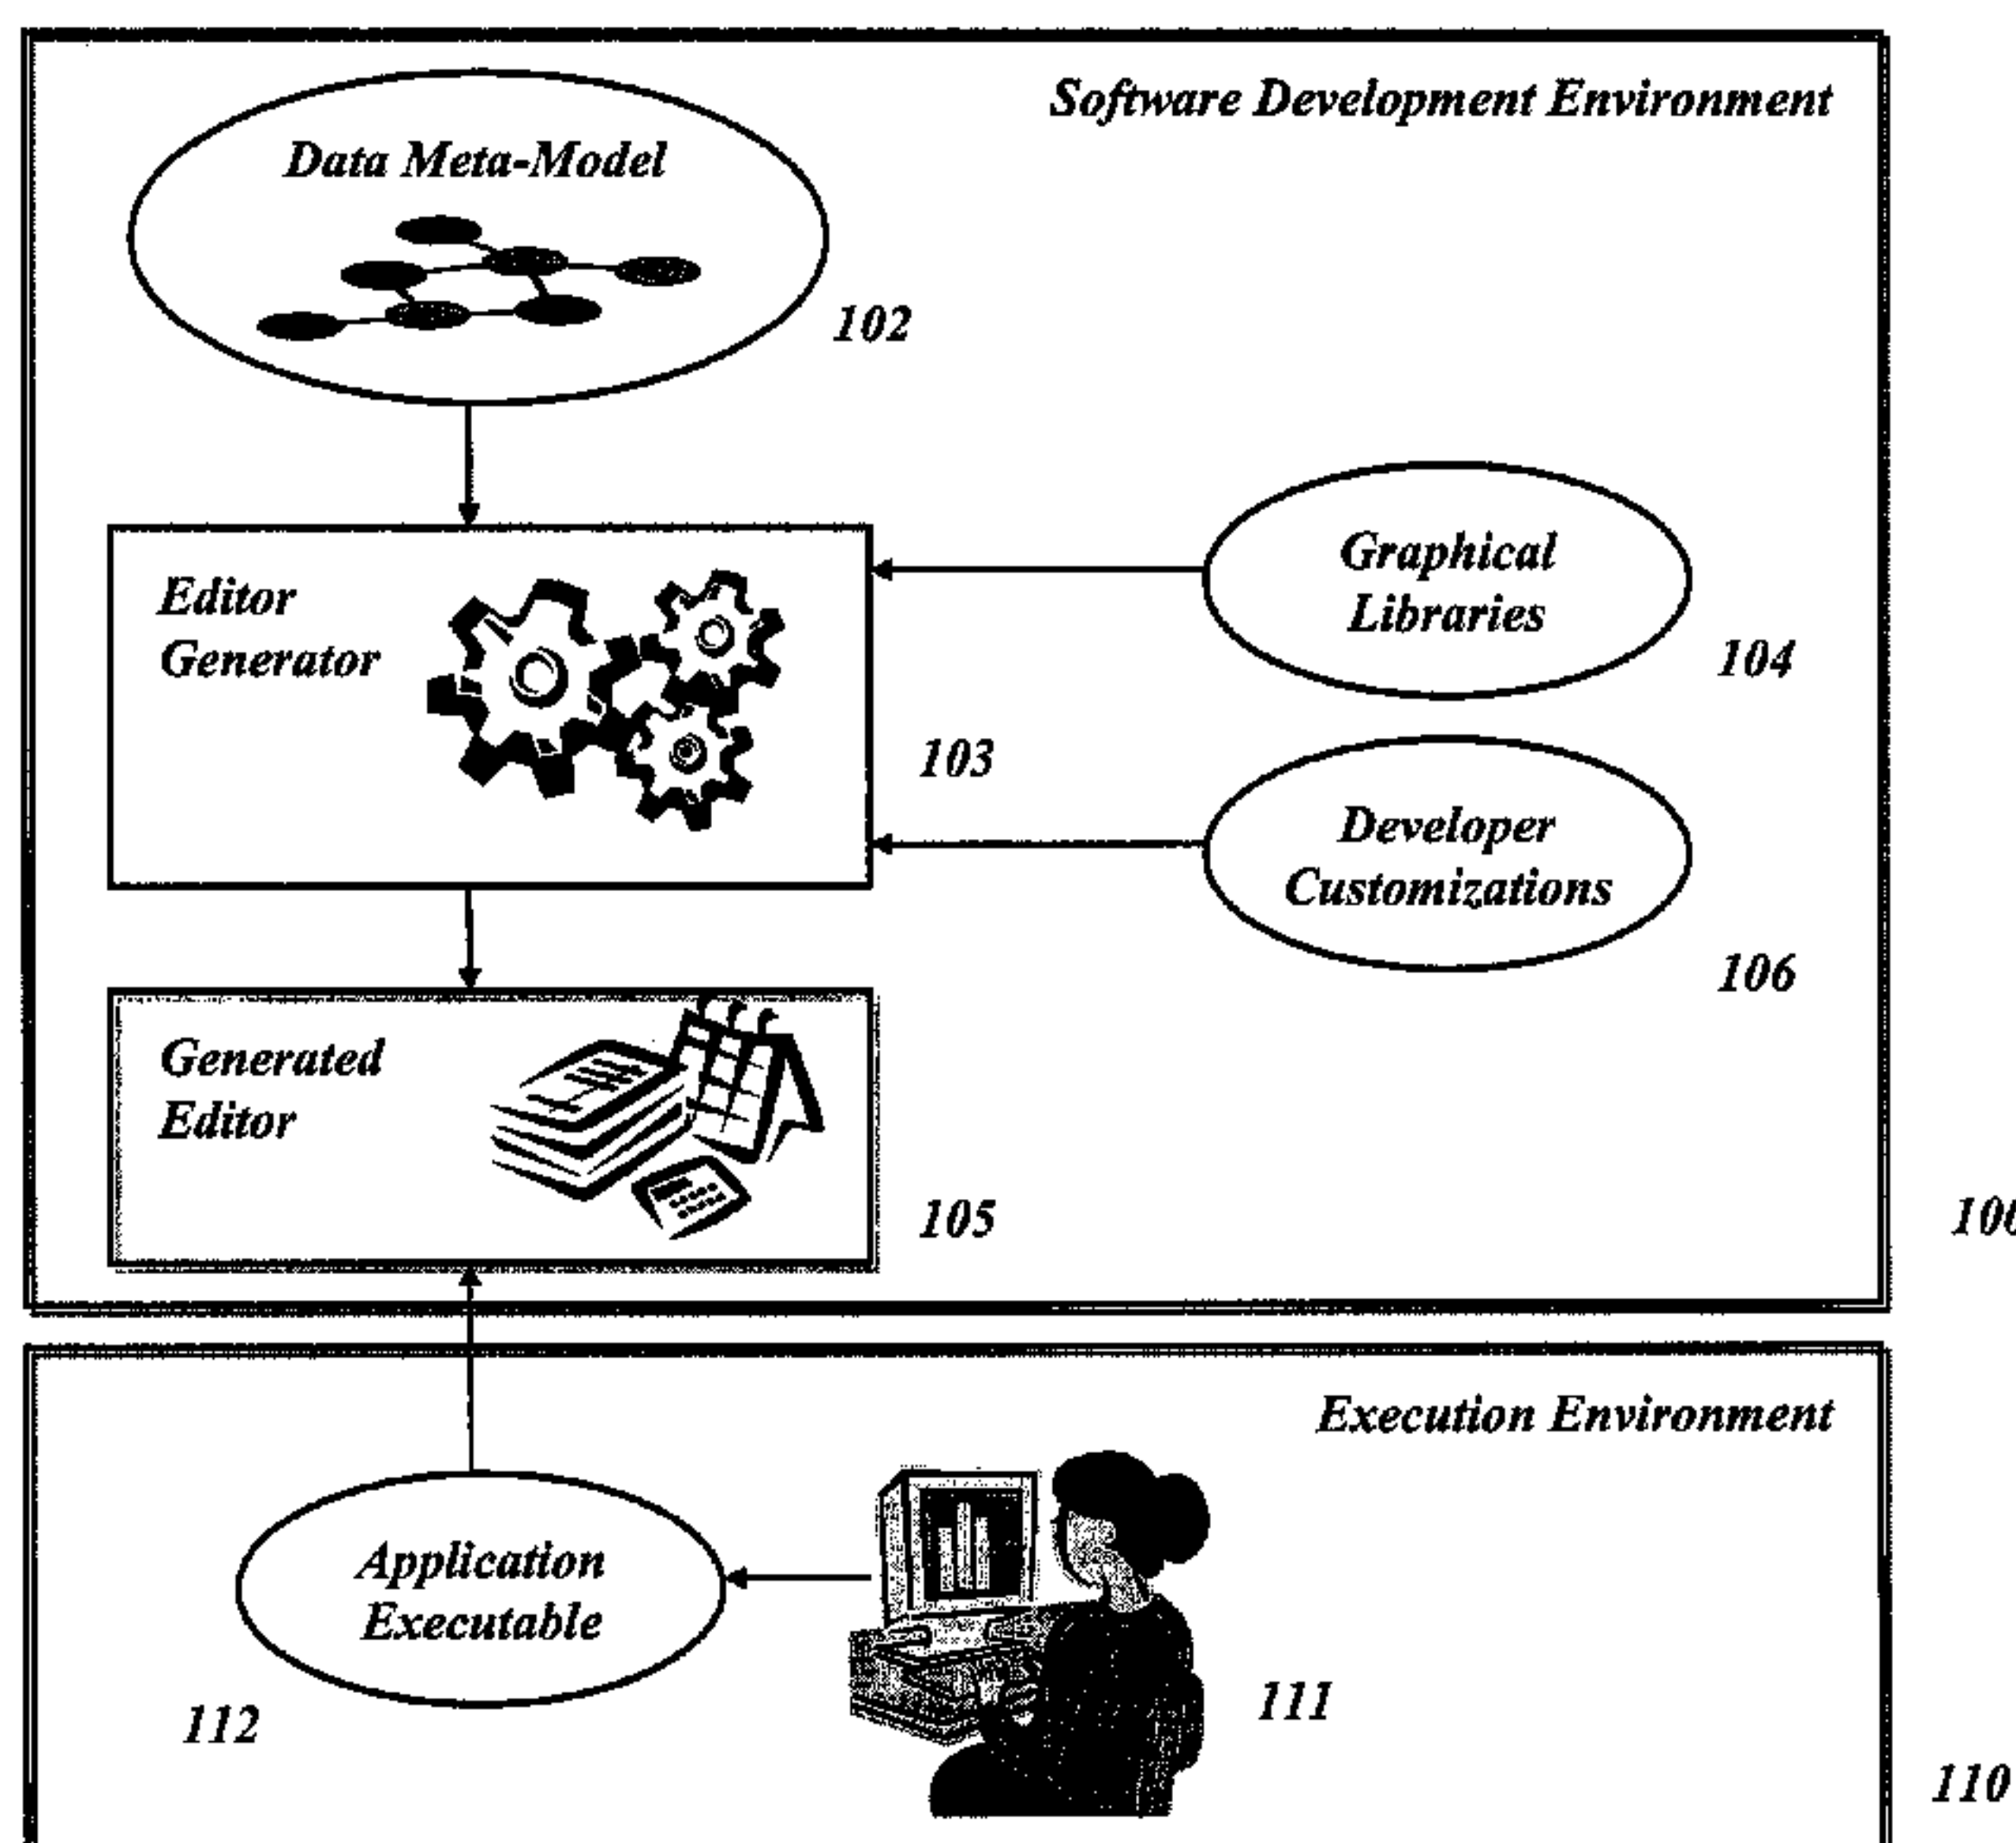 Software Development Environment
Data Meta-Model
102
Graphical
Libraries
104
Editor
Generator
103
Developer
Customizations
106
Generated
Editor
105
Execution Environment
Application
Executable
112
111
110